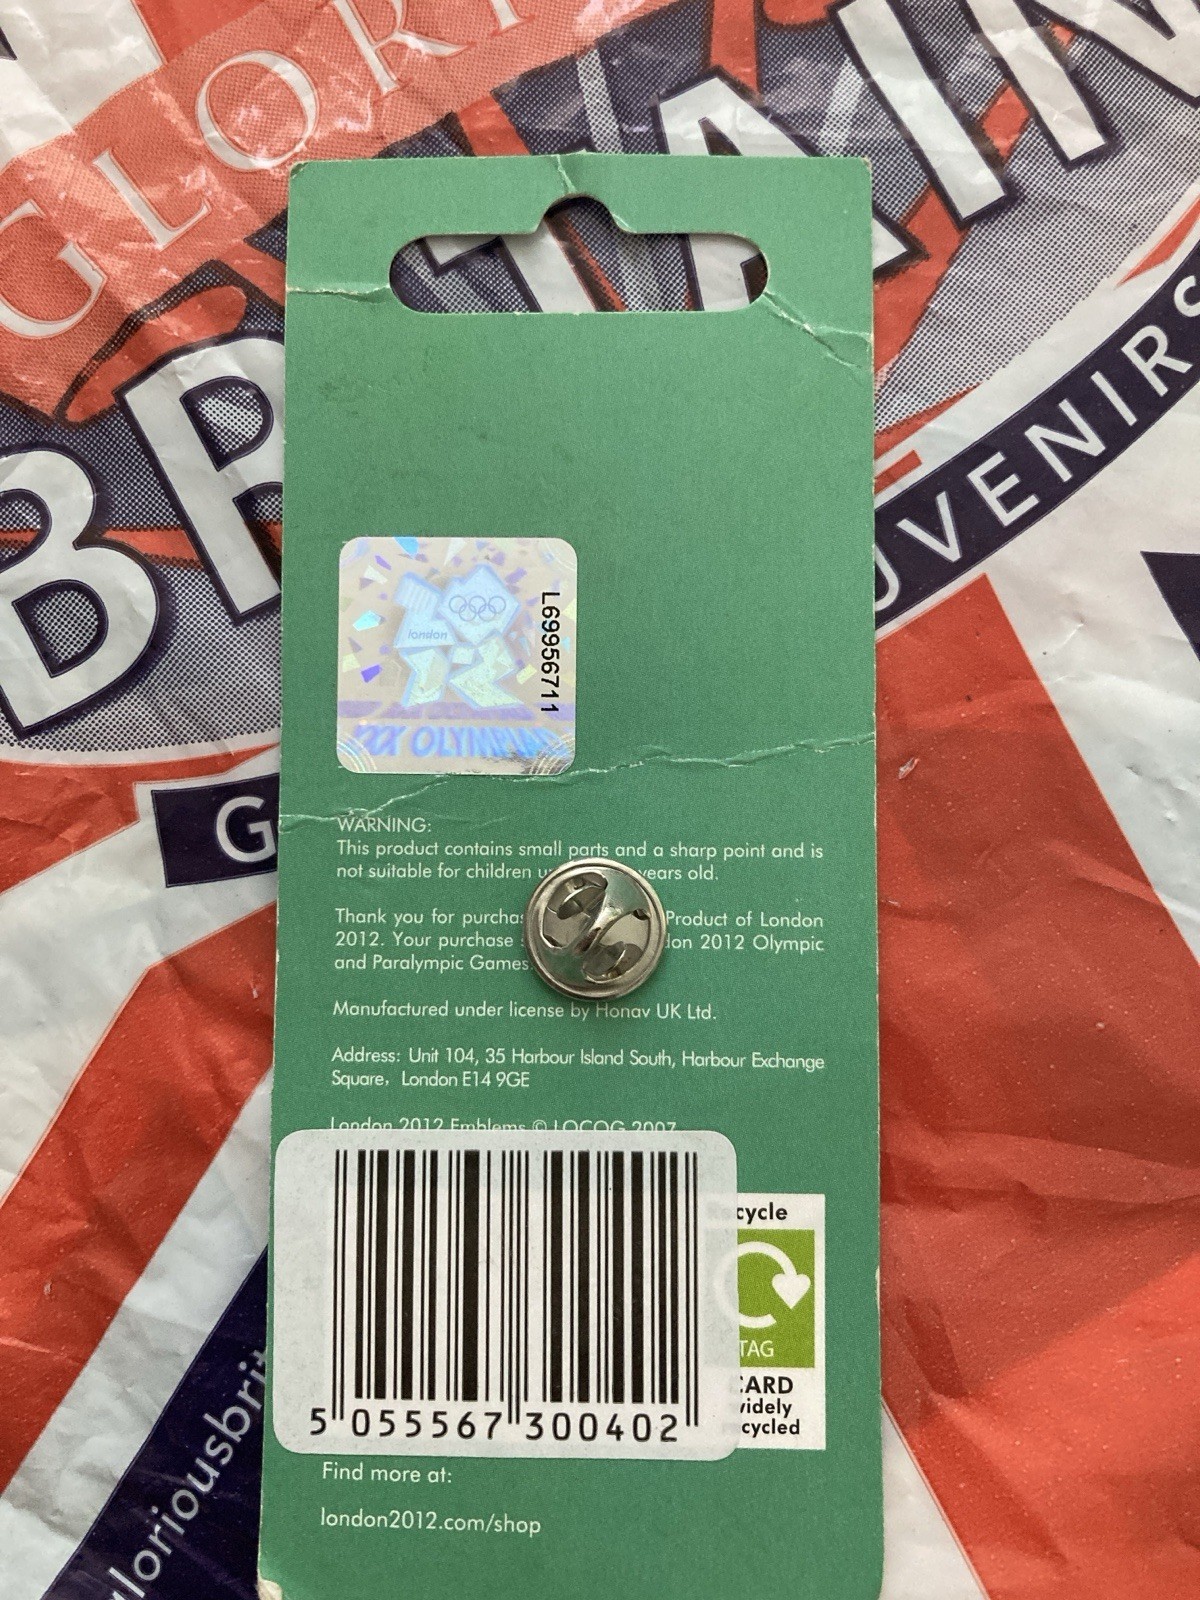 GLORY
BRITAIN
UVENIRS
G
london
XXX OLYMPIAD
L69956711
WARNING:
This product contains small parts and a sharp point and is
not suitable for children years old.
Thank you for Product of London
2012. Your purchase 2012 Olympic
and Paralympic Games.
Manufactured under license by Honav UK Ltd.
Address: Unit 104, 35 Harbour Island South, Harbour Exchange
Square, London E14 9GE
London 2012 Emblems © LOCOG 2007
5 055567 300402
Recycle
TAG
CARD
widely
recycled
Find more at:
london2012.com/shop
gloriousbrit